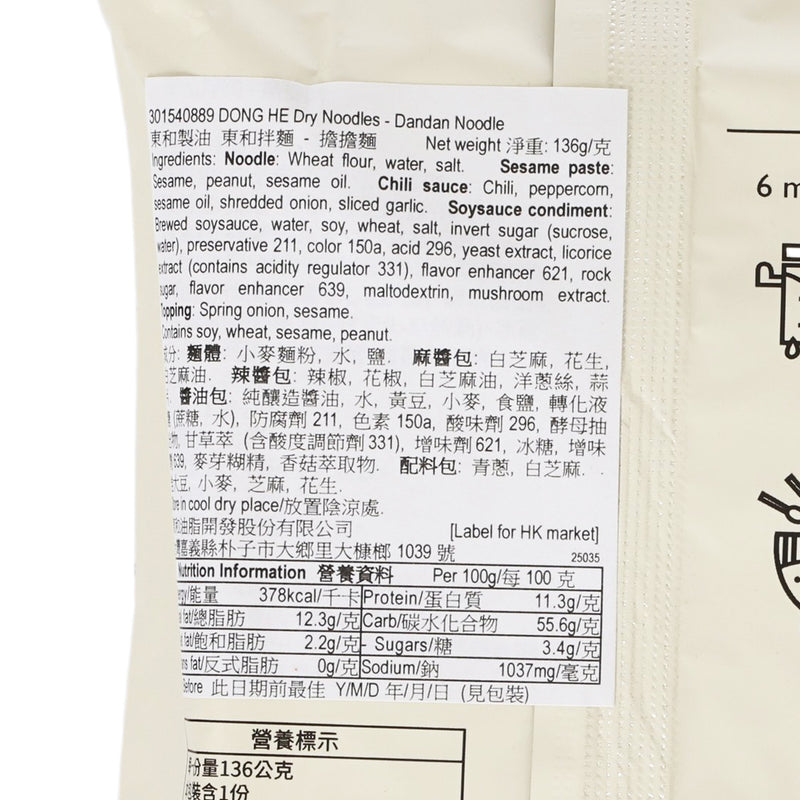 301540889 DONG HE Dry Noodles - Dandan Noodle
東和製油 東和拌麵 - 擔擔麵 Net weight 淨重: 136g/克
Ingredients: Noodle: Wheat flour, water, salt. Sesame paste:
Sesame, peanut, sesame oil. Chili sauce: Chili, peppercorn,
sesame oil, shredded onion, sliced garlic. Soysauce condiment:
Brewed soysauce, water, soy, wheat, salt, invert sugar (sucrose,
water), preservative 211, color 150a, acid 296, yeast extract, licorice
extract (contains acidity regulator 331), flavor enhancer 621, rock
sugar, flavor enhancer 639, maltodextrin, mushroom extract.
Topping: Spring onion, sesame.
Contains soy, wheat, sesame, peanut.
成分: 麵體: 小麥麵粉, 水, 鹽. 麻醬包: 白芝麻, 花生,
白芝麻油. 辣醬包: 辣椒, 花椒, 白芝麻油, 洋蔥絲, 蒜
醬油包: 純釀造醬油, 水, 黃豆, 小麥, 食鹽, 轉化液
(蔗糖, 水), 防腐劑 211, 色素 150a, 酸味劑 296, 酵母抽
物, 甘草萃 (含酸度調節劑 331), 增味劑 621, 冰糖, 增味
639, 麥芽糊精, 香菇萃取物. 配料包: 青蔥, 白芝麻.
大豆, 小麥, 芝麻, 花生.
in cool dry place/放置陰涼處.
油脂開發股份有限公司 [Label for HK market]
嘉義縣朴子市大鄉里大槺榔 1039 號 25035
Nutrition Information 營養資料 Per 100g/每 100 克
/能量 378kcal/千卡 Protein/蛋白質 11.3g/克
fat/總脂肪 12.3g/克 Carb/碳水化合物 55.6g/克
fat/飽和脂肪 2.2g/克 - Sugars/糖 3.4g/克
fat/反式脂肪 0g/克 Sodium/鈉 1037mg/毫克
Before 此日期前最佳 Y/M/D 年/月/日 (見包裝)
營養標示
份量136公克
裝含1份
6 m